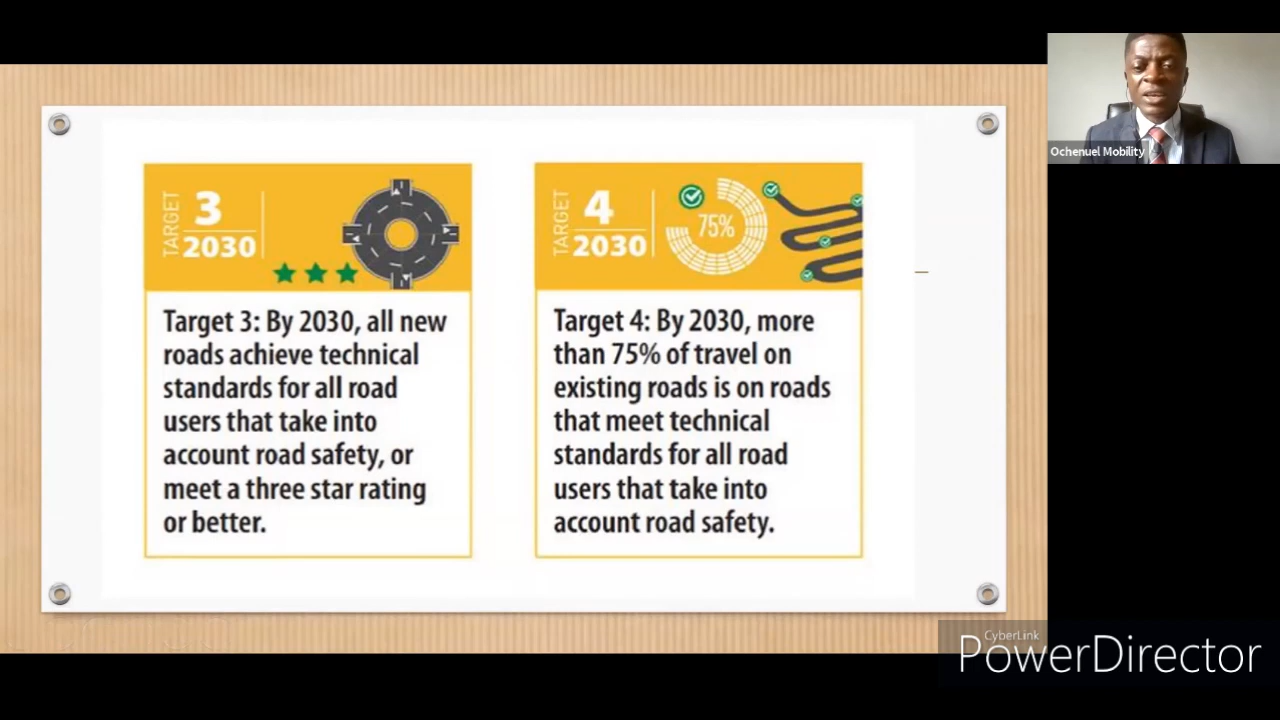 TARGET
3
2030
Target 3: By 2030, all new
roads achieve technical
standards for all road
users that take into
account road safety, or
meet a three star rating
or better.
TARGET
4
2030
75%
Target 4: By 2030, more
than 75% of travel on
existing roads is on roads
that meet technical
standards for all road
users that take into
account road safety.
Ochenuel Mobility
CyberLink
PowerDirector